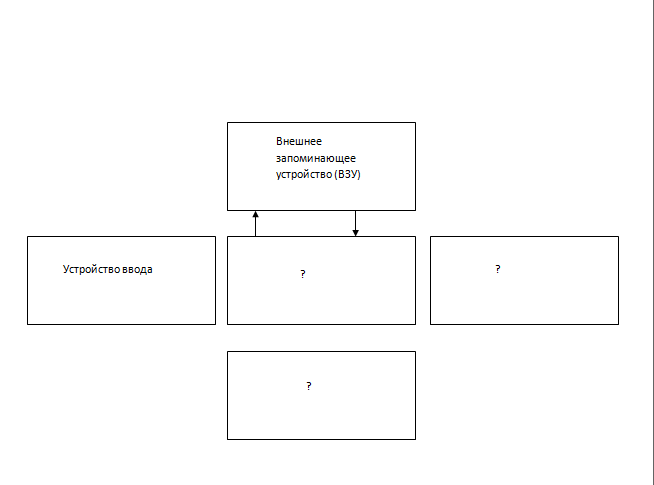 Внешнее
запоминающее
устройство (ВЗУ)
Устройство ввода
?
?
?